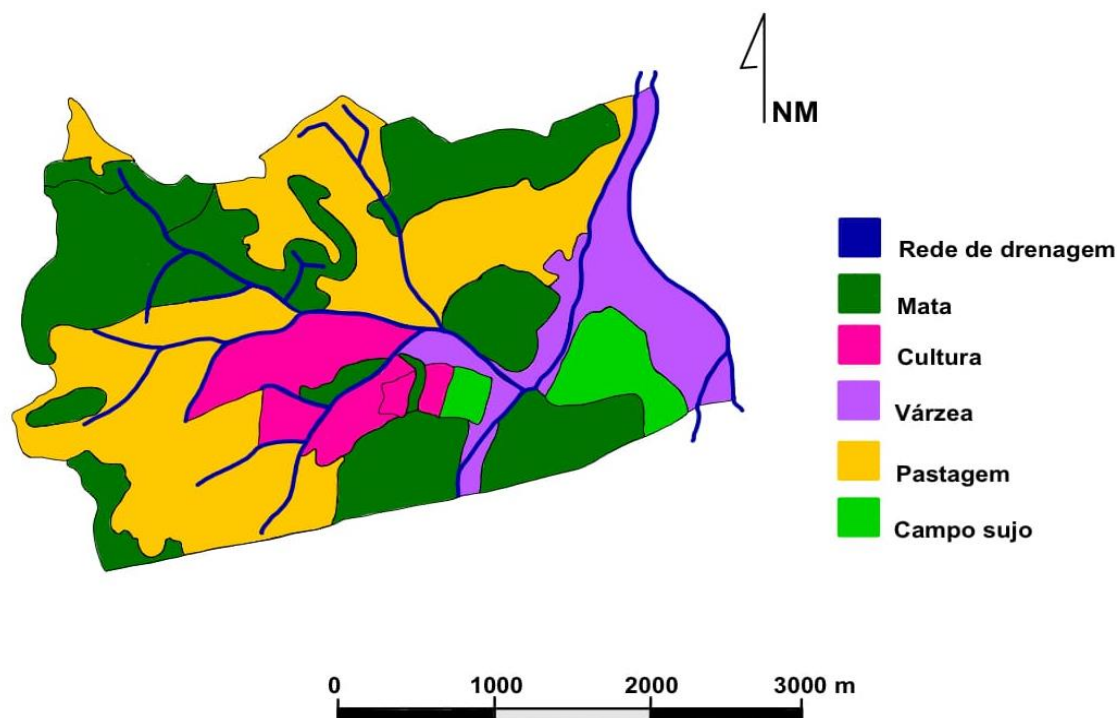 NM
Rede de drenagem
Mata
Cultura
Várzea
Pastagem
Campo sujo
0 1000 2000 3000 m